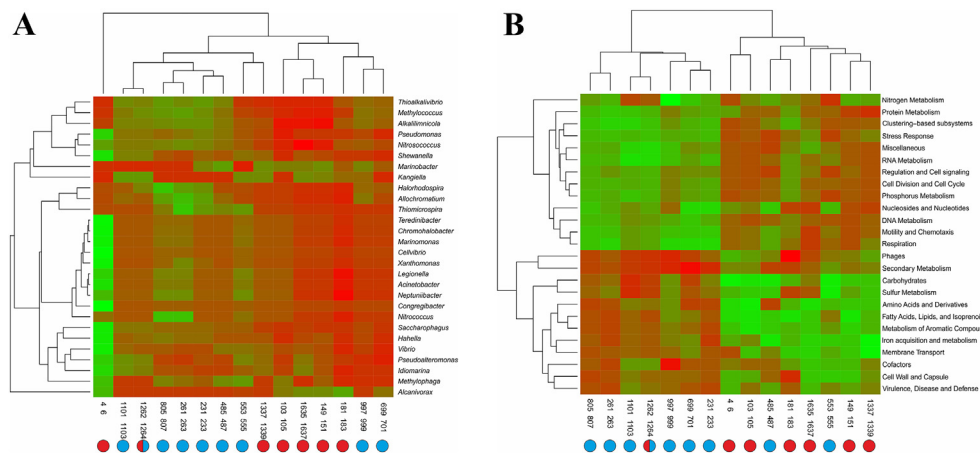 A
B
Thioalkalivibrio
Methylococcus
Alkalilimnicola
Pseudomonas
Nitrosococcus
Shewanella
Marinobacter
Kangiella
Halorhodospira
Allochromatium
Thiomicrospira
Teredinibacter
Chromohalobacter
Marinomonas
Cellvibrio
Xanthomonas
Legionella
Acinetobacter
Neptuniibacter
Congregibacter
Nitrococcus
Saccharophagus
Hahella
Vibrio
Pseudoalteromonas
Idiomarina
Methylophaga
Alcanivorax
4 6
1101 1103
1262 1264
805 807
261 263
231 233
485 487
553 555
1337 1339
103 105
1635 1637
149 151
181 183
997 999
699 701
Nitrogen Metabolism
Protein Metabolism
Clustering-based subsystems
Stress Response
Miscellaneous
RNA Metabolism
Regulation and Cell signaling
Cell Division and Cell Cycle
Phosphorus Metabolism
Nucleosides and Nucleotides
DNA Metabolism
Motility and Chemotaxis
Respiration
Phages
Secondary Metabolism
Carbohydrates
Sulfur Metabolism
Amino Acids and Derivatives
Fatty Acids, Lipids, and Isopreno
Metabolism of Aromatic Compou
Iron acquisition and metabolism
Membrane Transport
Cofactors
Cell Wall and Capsule
Virulence, Disease and Defense
805 807
261 263
1101 1103
1262 1264
997 999
699 701
231 233
4 6
103 105
485 487
181 183
1635 1637
553 555
149 151
1337 1339